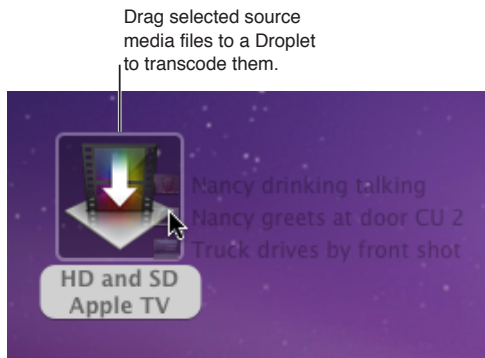 Drag selected source
media files to a Droplet
to transcode them.
Nancy drinking talking
Nancy greets at door CU 2
Truck drives by front shot
HD and SD
Apple TV